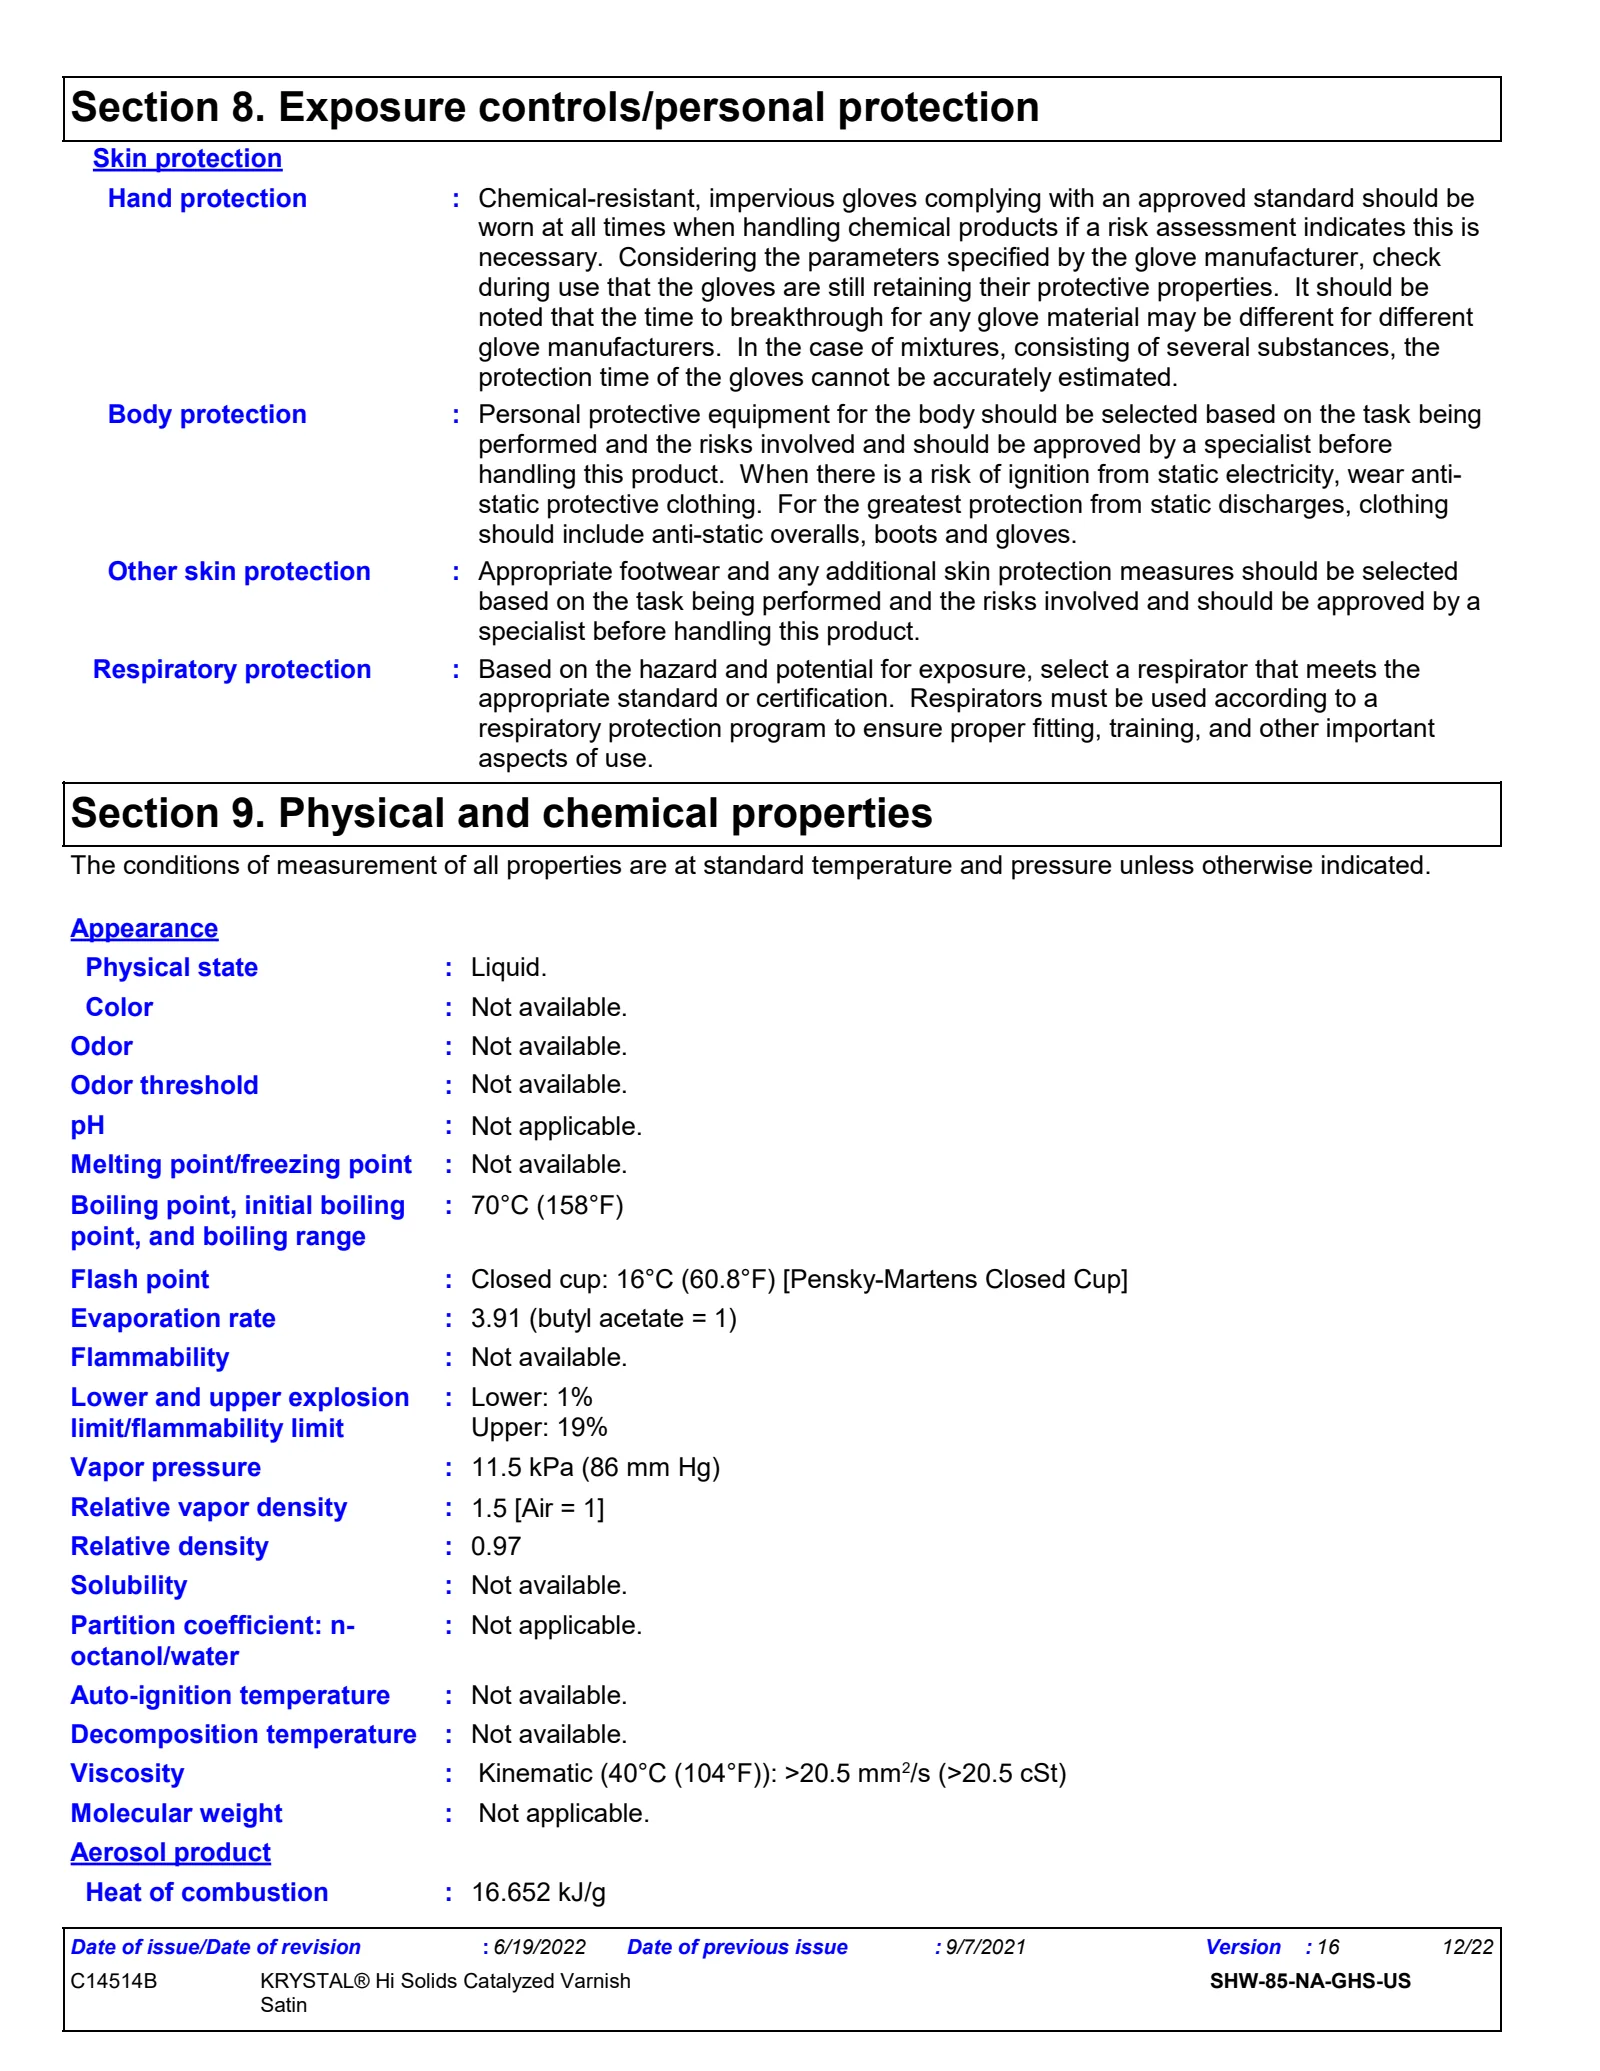 Section 8. Exposure controls/personal protection
Skin protection
Hand protection : Chemical-resistant, impervious gloves complying with an approved standard should be
worn at all times when handling chemical products if a risk assessment indicates this is
necessary. Considering the parameters specified by the glove manufacturer, check
during use that the gloves are still retaining their protective properties. It should be
noted that the time to breakthrough for any glove material may be different for different
glove manufacturers. In the case of mixtures, consisting of several substances, the
protection time of the gloves cannot be accurately estimated.
Body protection : Personal protective equipment for the body should be selected based on the task being
performed and the risks involved and should be approved by a specialist before
handling this product. When there is a risk of ignition from static electricity, wear anti-
static protective clothing. For the greatest protection from static discharges, clothing
should include anti-static overalls, boots and gloves.
Other skin protection : Appropriate footwear and any additional skin protection measures should be selected
based on the task being performed and the risks involved and should be approved by a
specialist before handling this product.
Respiratory protection : Based on the hazard and potential for exposure, select a respirator that meets the
appropriate standard or certification. Respirators must be used according to a
respiratory protection program to ensure proper fitting, training, and other important
aspects of use.
Section 9. Physical and chemical properties
The conditions of measurement of all properties are at standard temperature and pressure unless otherwise indicated.
Appearance
Physical state : Liquid.
Color : Not available.
Odor : Not available.
Odor threshold : Not available.
pH : Not applicable.
Melting point/freezing point : Not available.
Boiling point, initial boiling : 70°C (158°F)
point, and boiling range
Flash point : Closed cup: 16°C (60.8°F) [Pensky-Martens Closed Cup]
Evaporation rate : 3.91 (butyl acetate = 1)
Flammability : Not available.
Lower and upper explosion : Lower: 1%
limit/flammability limit Upper: 19%
Vapor pressure : 11.5 kPa (86 mm Hg)
Relative vapor density : 1.5 [Air = 1]
Relative density : 0.97
Solubility : Not available.
Partition coefficient: n- : Not applicable.
octanol/water
Auto-ignition temperature : Not available.
Decomposition temperature : Not available.
Viscosity : Kinematic (40°C (104°F)): >20.5 mm²/s (>20.5 cSt)
Molecular weight : Not applicable.
Aerosol product
Heat of combustion : 16.652 kJ/g
Date of issue/Date of revision : 6/19/2022 Date of previous issue : 9/7/2021 Version : 16 12/22
C14514B KRYSTAL® Hi Solids Catalyzed Varnish SHW-85-NA-GHS-US
Satin